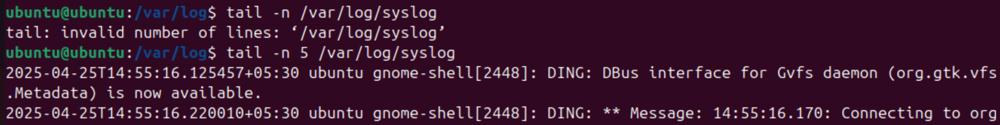 ubuntu@ubuntu:/var/log$ tail -n /var/log/syslog
tail: invalid number of lines: ‘/var/log/syslog’
ubuntu@ubuntu:/var/log$ tail -n 5 /var/log/syslog
2025-04-25T14:55:16.125457+05:30 ubuntu gnome-shell[2448]: DING: DBus interface for Gvfs daemon (org.gtk.vfs
.Metadata) is now available.
2025-04-25T14:55:16.220010+05:30 ubuntu gnome-shell[2448]: DING: ** Message: 14:55:16.170: Connecting to org